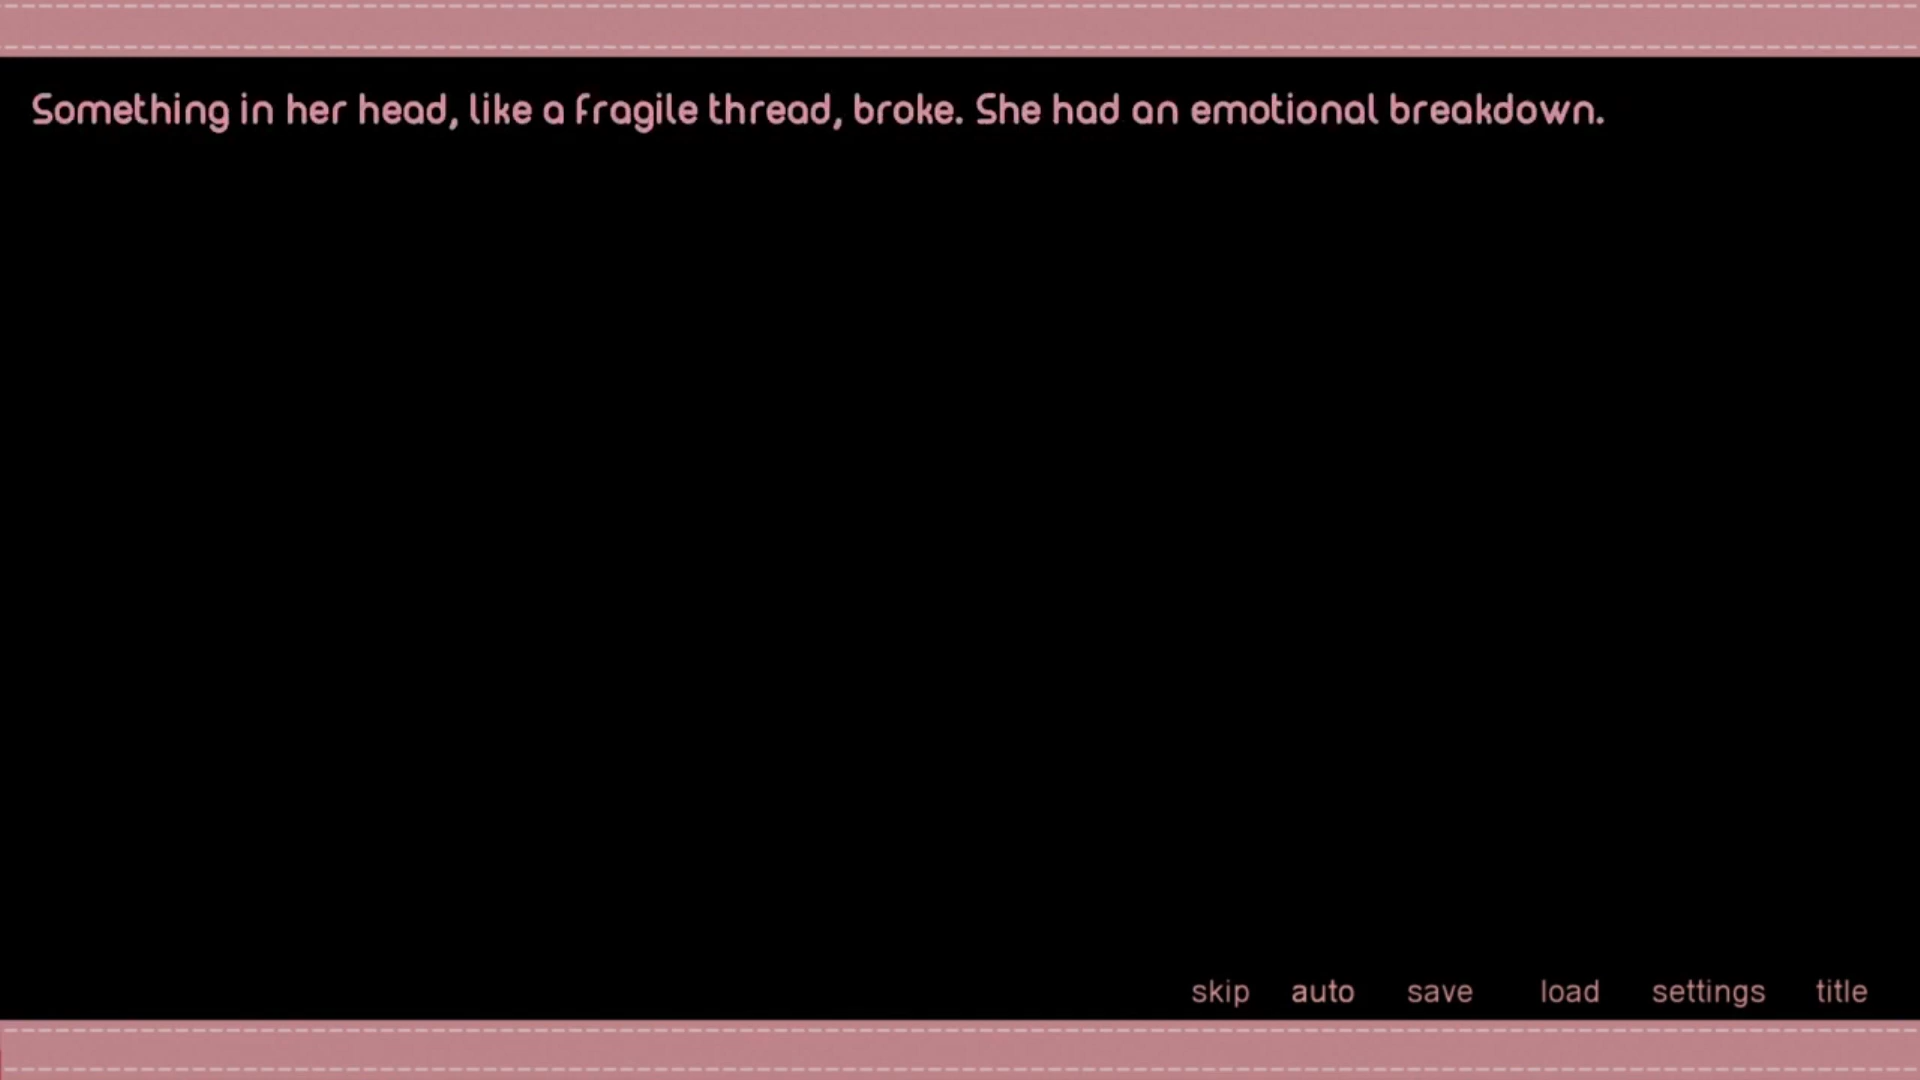 Something in her head, like a fragile thread, broke. She had an emotional breakdown.
skip auto save load settings title